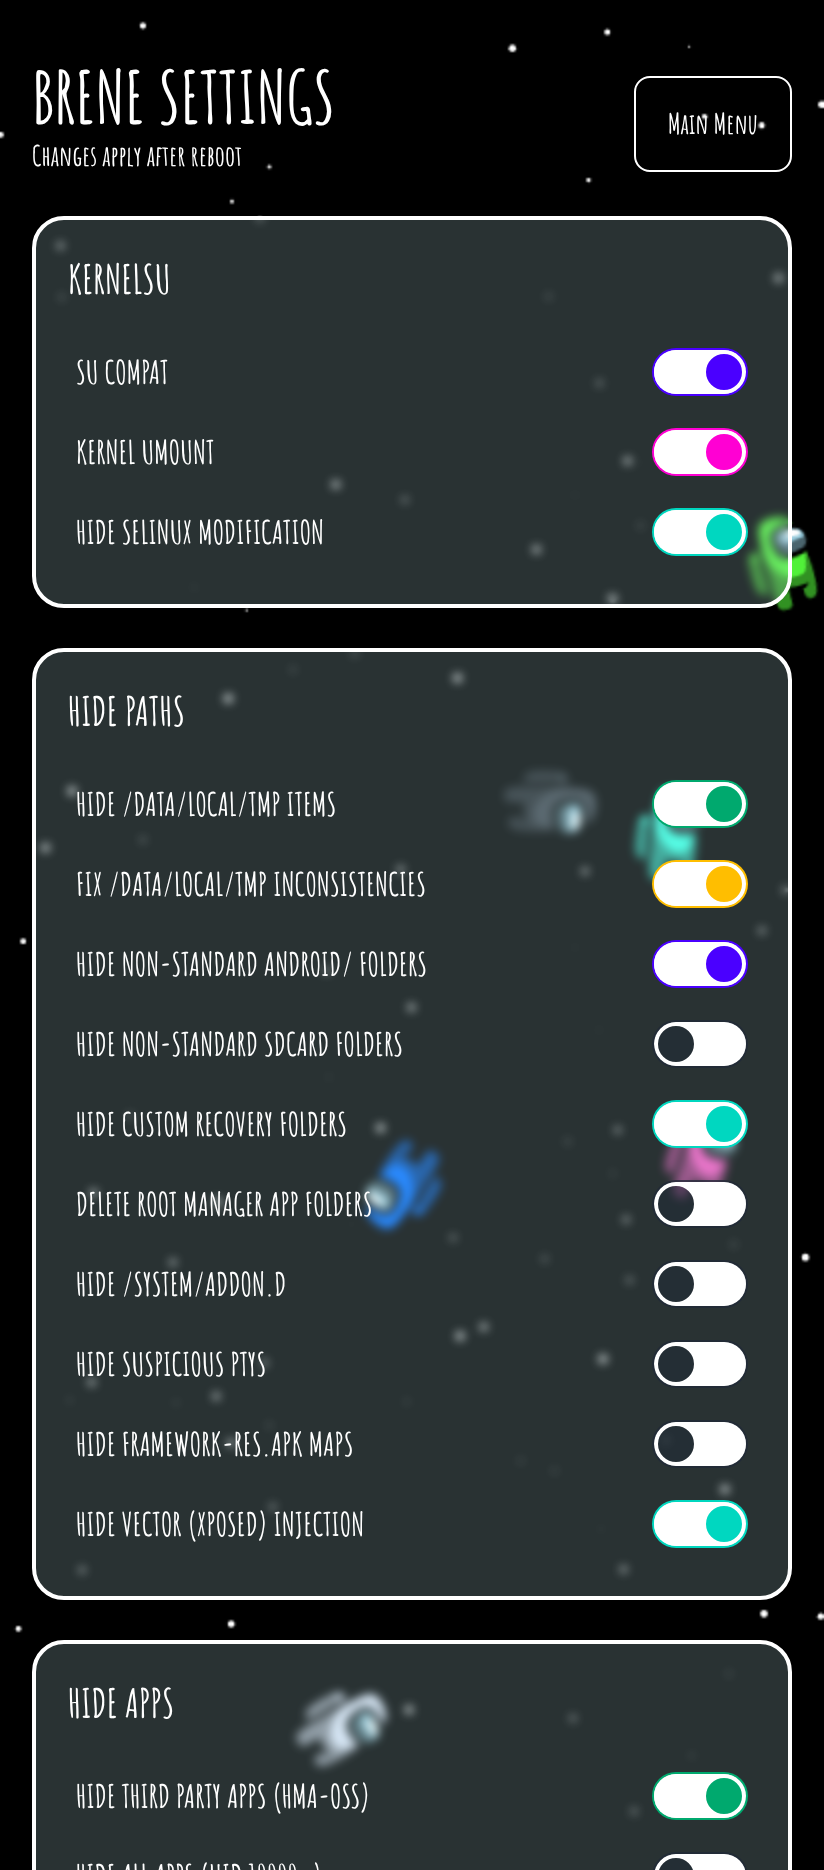 BRENE SETTINGS
Changes apply after reboot
Main Menu
KERNELSU
SU COMPAT
KERNEL UMOUNT
HIDE SELINUX MODIFICATION
HIDE PATHS
HIDE /DATA/LOCAL/TMP ITEMS
FIX /DATA/LOCAL/TMP INCONSISTENCIES
HIDE NON-STANDARD ANDROID/ FOLDERS
HIDE NON-STANDARD SDCARD FOLDERS
HIDE CUSTOM RECOVERY FOLDERS
DELETE ROOT MANAGER APP FOLDERS
HIDE /SYSTEM/ADDON.D
HIDE SUSPICIOUS PTYS
HIDE FRAMEWORK-RES.APK MAPS
HIDE VECTOR (XPOSED) INJECTION
HIDE APPS
HIDE THIRD PARTY APPS (HMA-OSS)
HIDE ALL APPS